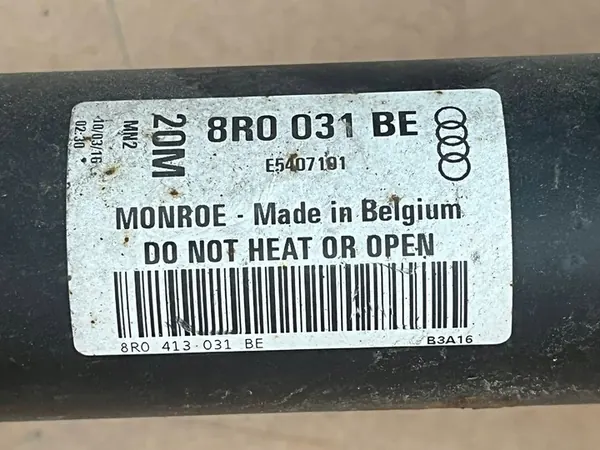 8R0 031 BE
E5407191
MONROE - Made in Belgium
DO NOT HEAT OR OPEN
8R0 413 031 BE
B3A16
20M
MN2
10/03/16
02:30